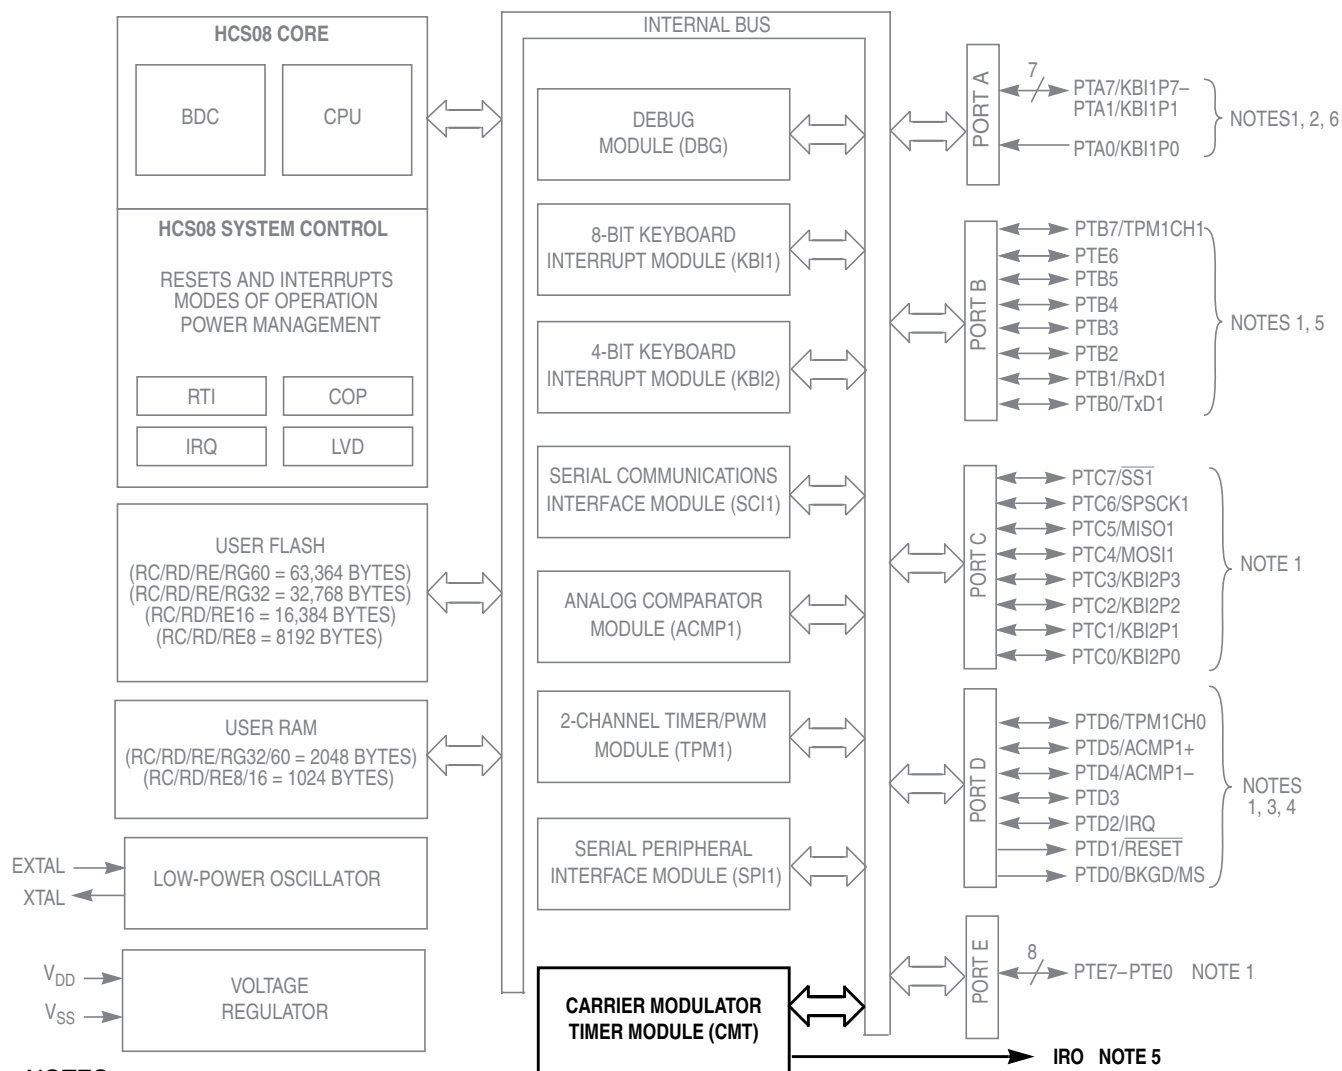 HCS08 CORE
BDC
CPU
HCS08 SYSTEM CONTROL
RESETS AND INTERRUPTS
MODES OF OPERATION
POWER MANAGEMENT
RTI
COP
IRQ
LVD
USER FLASH
(RC/RD/RE/RG60 = 63,364 BYTES)
(RC/RD/RE/RG32 = 32,768 BYTES)
(RC/RD/RE16 = 16,384 BYTES)
(RC/RD/RE8 = 8192 BYTES)
USER RAM
(RC/RD/RE/RG32/60 = 2048 BYTES)
(RC/RD/RE8/16 = 1024 BYTES)
EXTAL
XTAL
LOW-POWER OSCILLATOR
VDD
VSS
VOLTAGE
REGULATOR
INTERNAL BUS
DEBUG
MODULE (DBG)
8-BIT KEYBOARD
INTERRUPT MODULE (KBI1)
4-BIT KEYBOARD
INTERRUPT MODULE (KBI2)
SERIAL COMMUNICATIONS
INTERFACE MODULE (SCI1)
ANALOG COMPARATOR
MODULE (ACMP1)
2-CHANNEL TIMER/PWM
MODULE (TPM1)
SERIAL PERIPHERAL
INTERFACE MODULE (SPI1)
CARRIER MODULATOR
TIMER MODULE (CMT)
PORT A
7
PTA7/KBI1P7–
PTA1/KBI1P1
PTA0/KBI1P0
NOTES1, 2, 6
PORT B
PTB7/TPM1CH1
PTE6
PTB5
PTB4
PTB3
PTB2
PTB1/RxD1
PTB0/TxD1
NOTES 1, 5
PORT C
PTC7/SS1
PTC6/SPSCK1
PTC5/MISO1
PTC4/MOSI1
PTC3/KBI2P3
PTC2/KBI2P2
PTC1/KBI2P1
PTC0/KBI2P0
NOTE 1
PORT D
PTD6/TPM1CH0
PTD5/ACMP1+
PTD4/ACMP1–
PTD3
PTD2/IRQ
PTD1/RESET
PTD0/BKGD/MS
NOTES
1, 3, 4
PORT E
8
PTE7–PTE0 NOTE 1
IRO NOTE 5